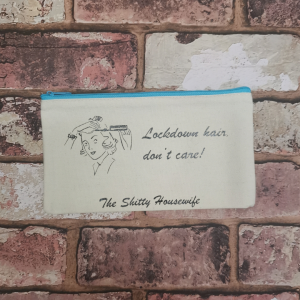 Lockdown hair,
don't care!
The Shitty Housewife